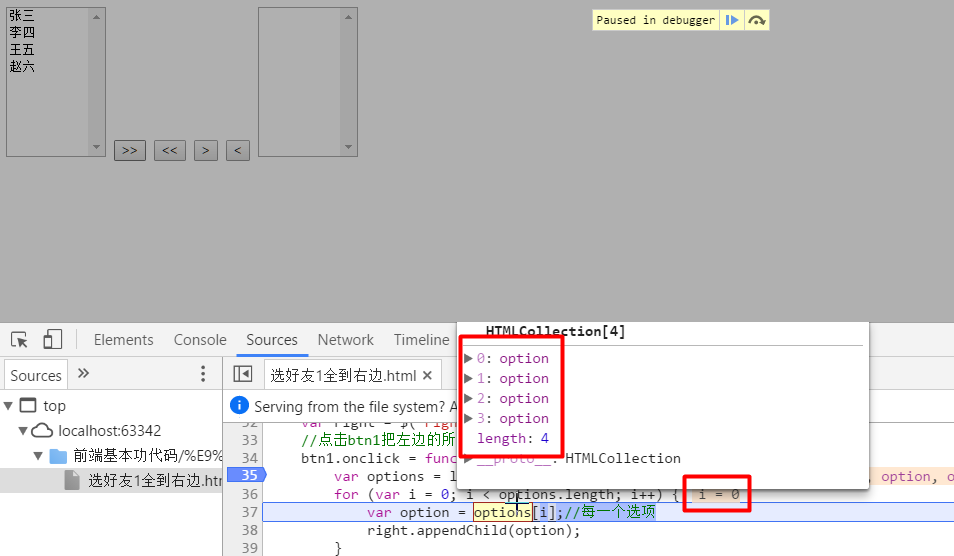 张三
李四
王五
赵六
>> << > <
Paused in debugger
Elements Console Sources Network Timeline
HTMLCollection[4]
0: option
1: option
2: option
3: option
length: 4
__proto__: HTMLCollection
Sources »
top
localhost:63342
前端基本功代码/%E9%
选好友1全到右边.htm
选好友1全到右边.html ×
Serving from the file system? A
33 //点击btn1把左边的所
34 btn1.onclick = func
35 var options = l , option, o
36 for (var i = 0; i < options.length; i++) { i = 0
37 var option = options[i];//每一个选项
38 right.appendChild(option);
39 }